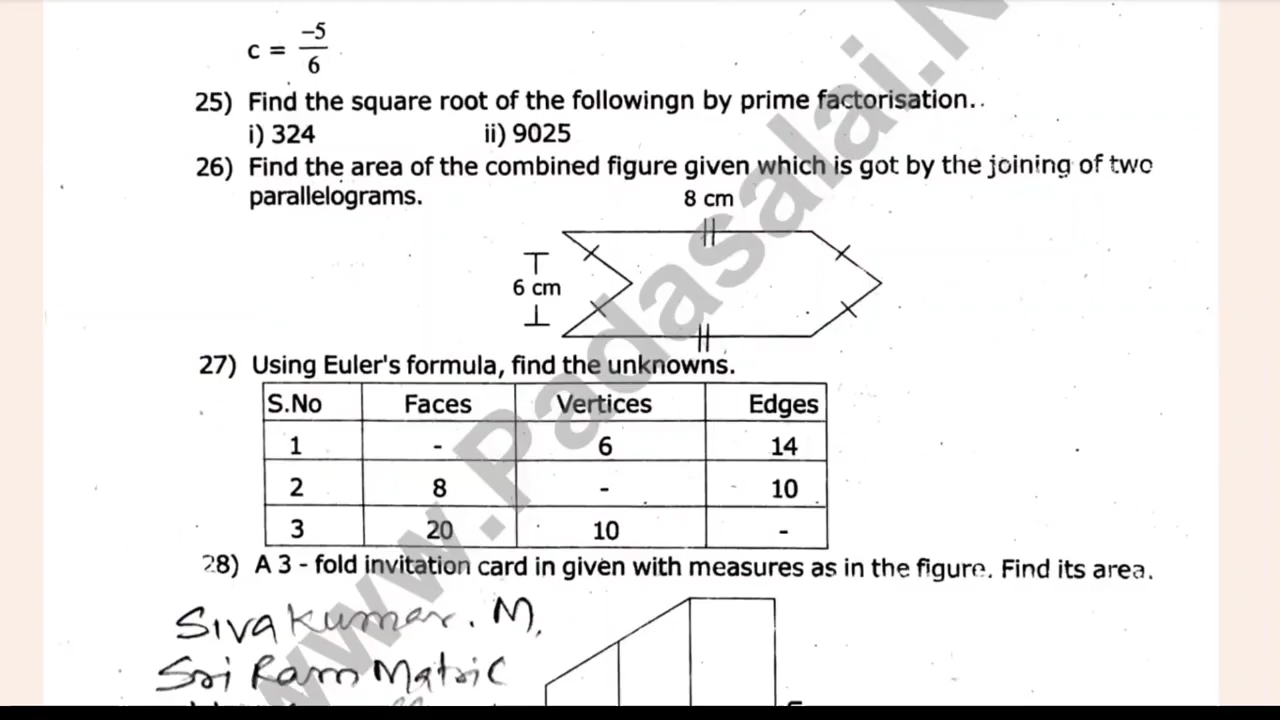 c = −5/6
25) Find the square root of the followingn by prime factorisation..
i) 324 ii) 9025
26) Find the area of the combined figure given which is got by the joining of two
parallelograms.
8 cm
6 cm
27) Using Euler's formula, find the unknowns.
S.No Faces Vertices Edges
1 - 6 14
2 8 - 10
3 20 10 -
28) A 3 - fold invitation card in given with measures as in the figure. Find its area.
Sivakumar. M,
Sri Ram Matric
www.Padasalai.N